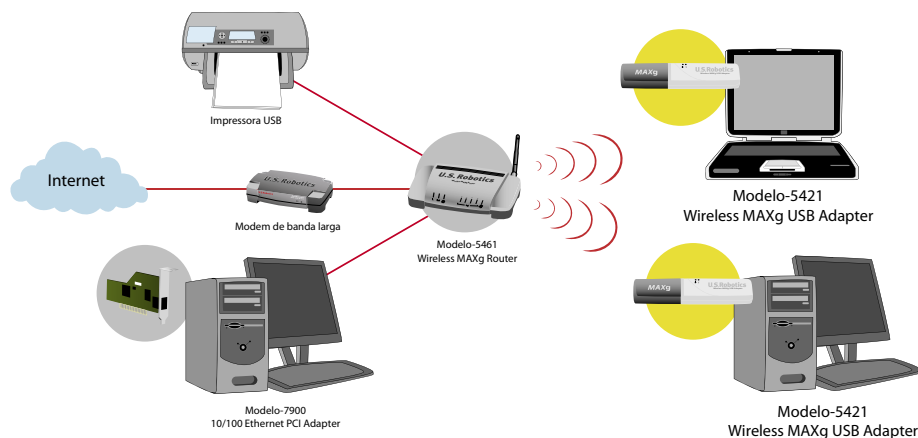 Impressora USB
MAXg
U.S.Robotics
Internet
U.S. Robotics
U.S. Robotics
Modem de banda larga
Modelo-5461
Wireless MAXg Router
Modelo-5421
Wireless MAXg USB Adapter
MAXg
U.S.Robotics
Modelo-7900
10/100 Ethernet PCI Adapter
Modelo-5421
Wireless MAXg USB Adapter